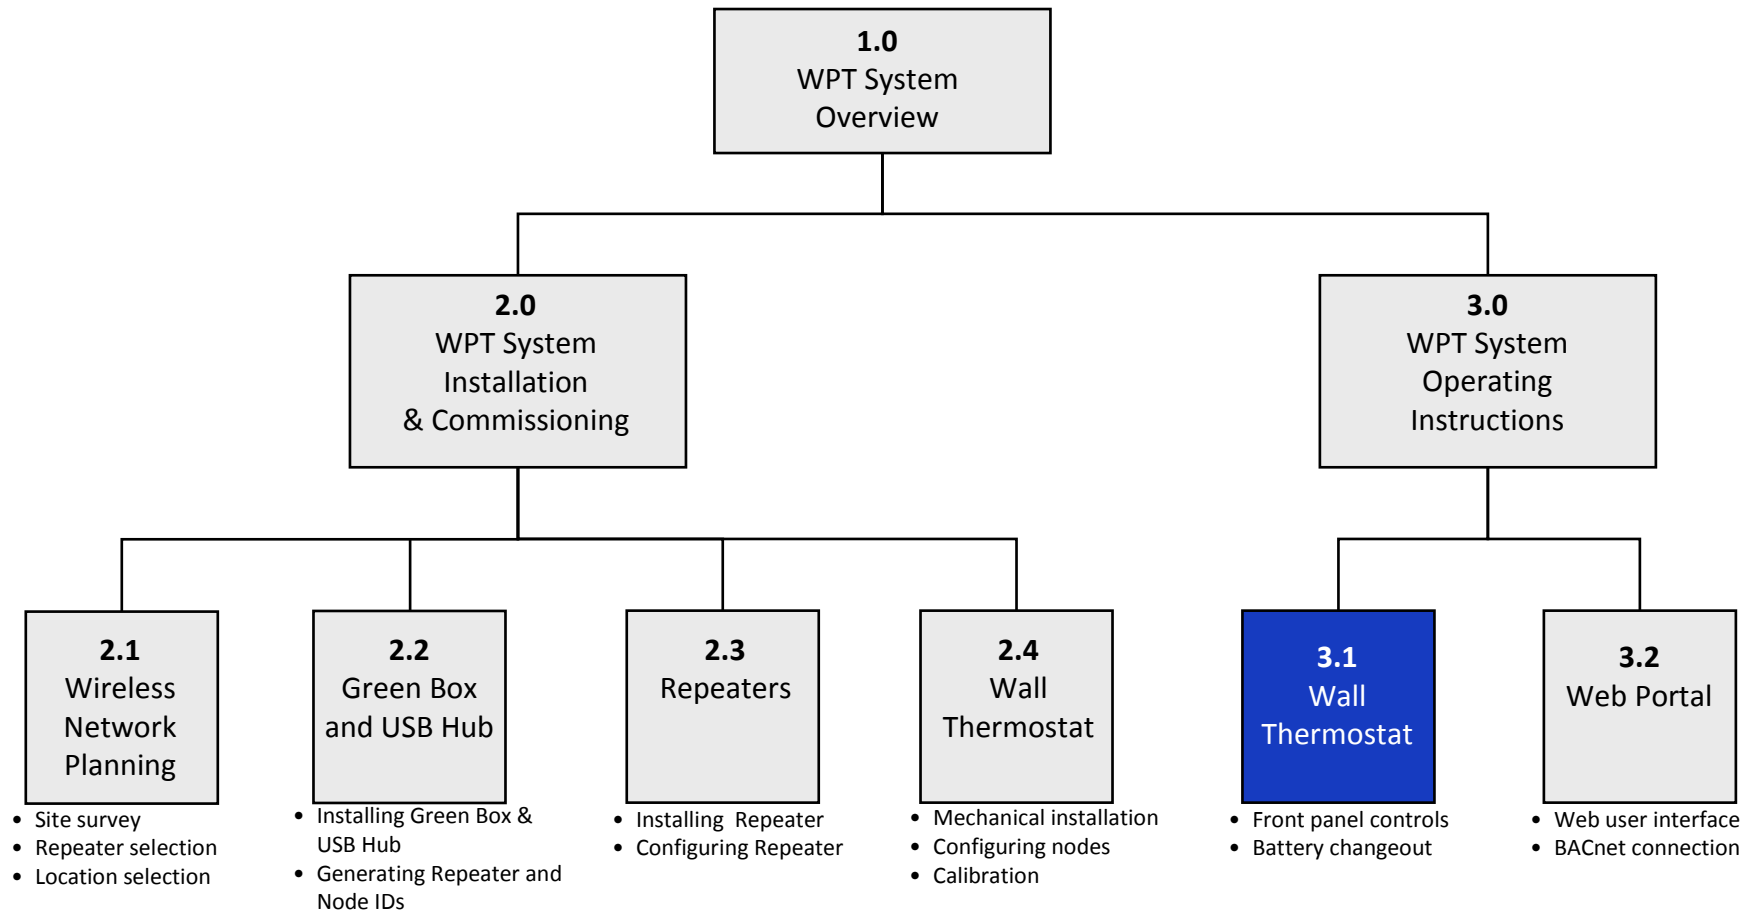 1.0
WPT System
Overview
2.0
WPT System
Installation
& Commissioning
3.0
WPT System
Operating
Instructions
2.1
Wireless
Network
Planning
• Site survey
• Repeater selection
• Location selection
2.2
Green Box
and USB Hub
• Installing Green Box &
USB Hub
• Generating Repeater and
Node IDs
2.3
Repeaters
• Installing Repeater
• Configuring Repeater
2.4
Wall
Thermostat
• Mechanical installation
• Configuring nodes
• Calibration
3.1
Wall
Thermostat
• Front panel controls
• Battery changeout
3.2
Web Portal
• Web user interface
• BACnet connection